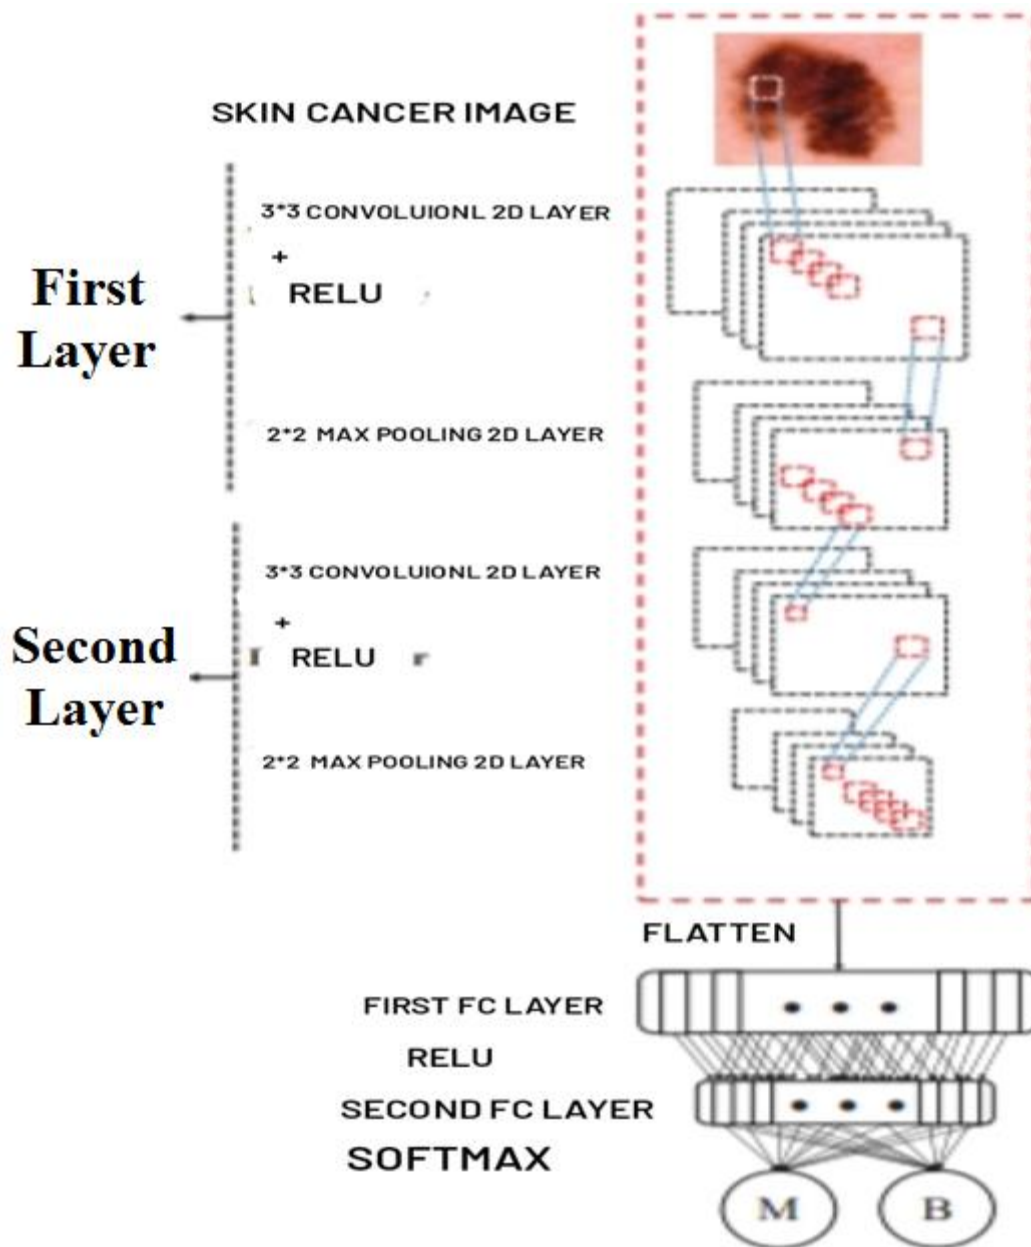 SKIN CANCER IMAGE
3*3 CONVOLUIONL 2D LAYER
+
RELU
First
Layer
2*2 MAX POOLING 2D LAYER
3*3 CONVOLUIONL 2D LAYER
+
RELU
Second
Layer
2*2 MAX POOLING 2D LAYER
FLATTEN
FIRST FC LAYER
RELU
SECOND FC LAYER
SOFTMAX
M
B